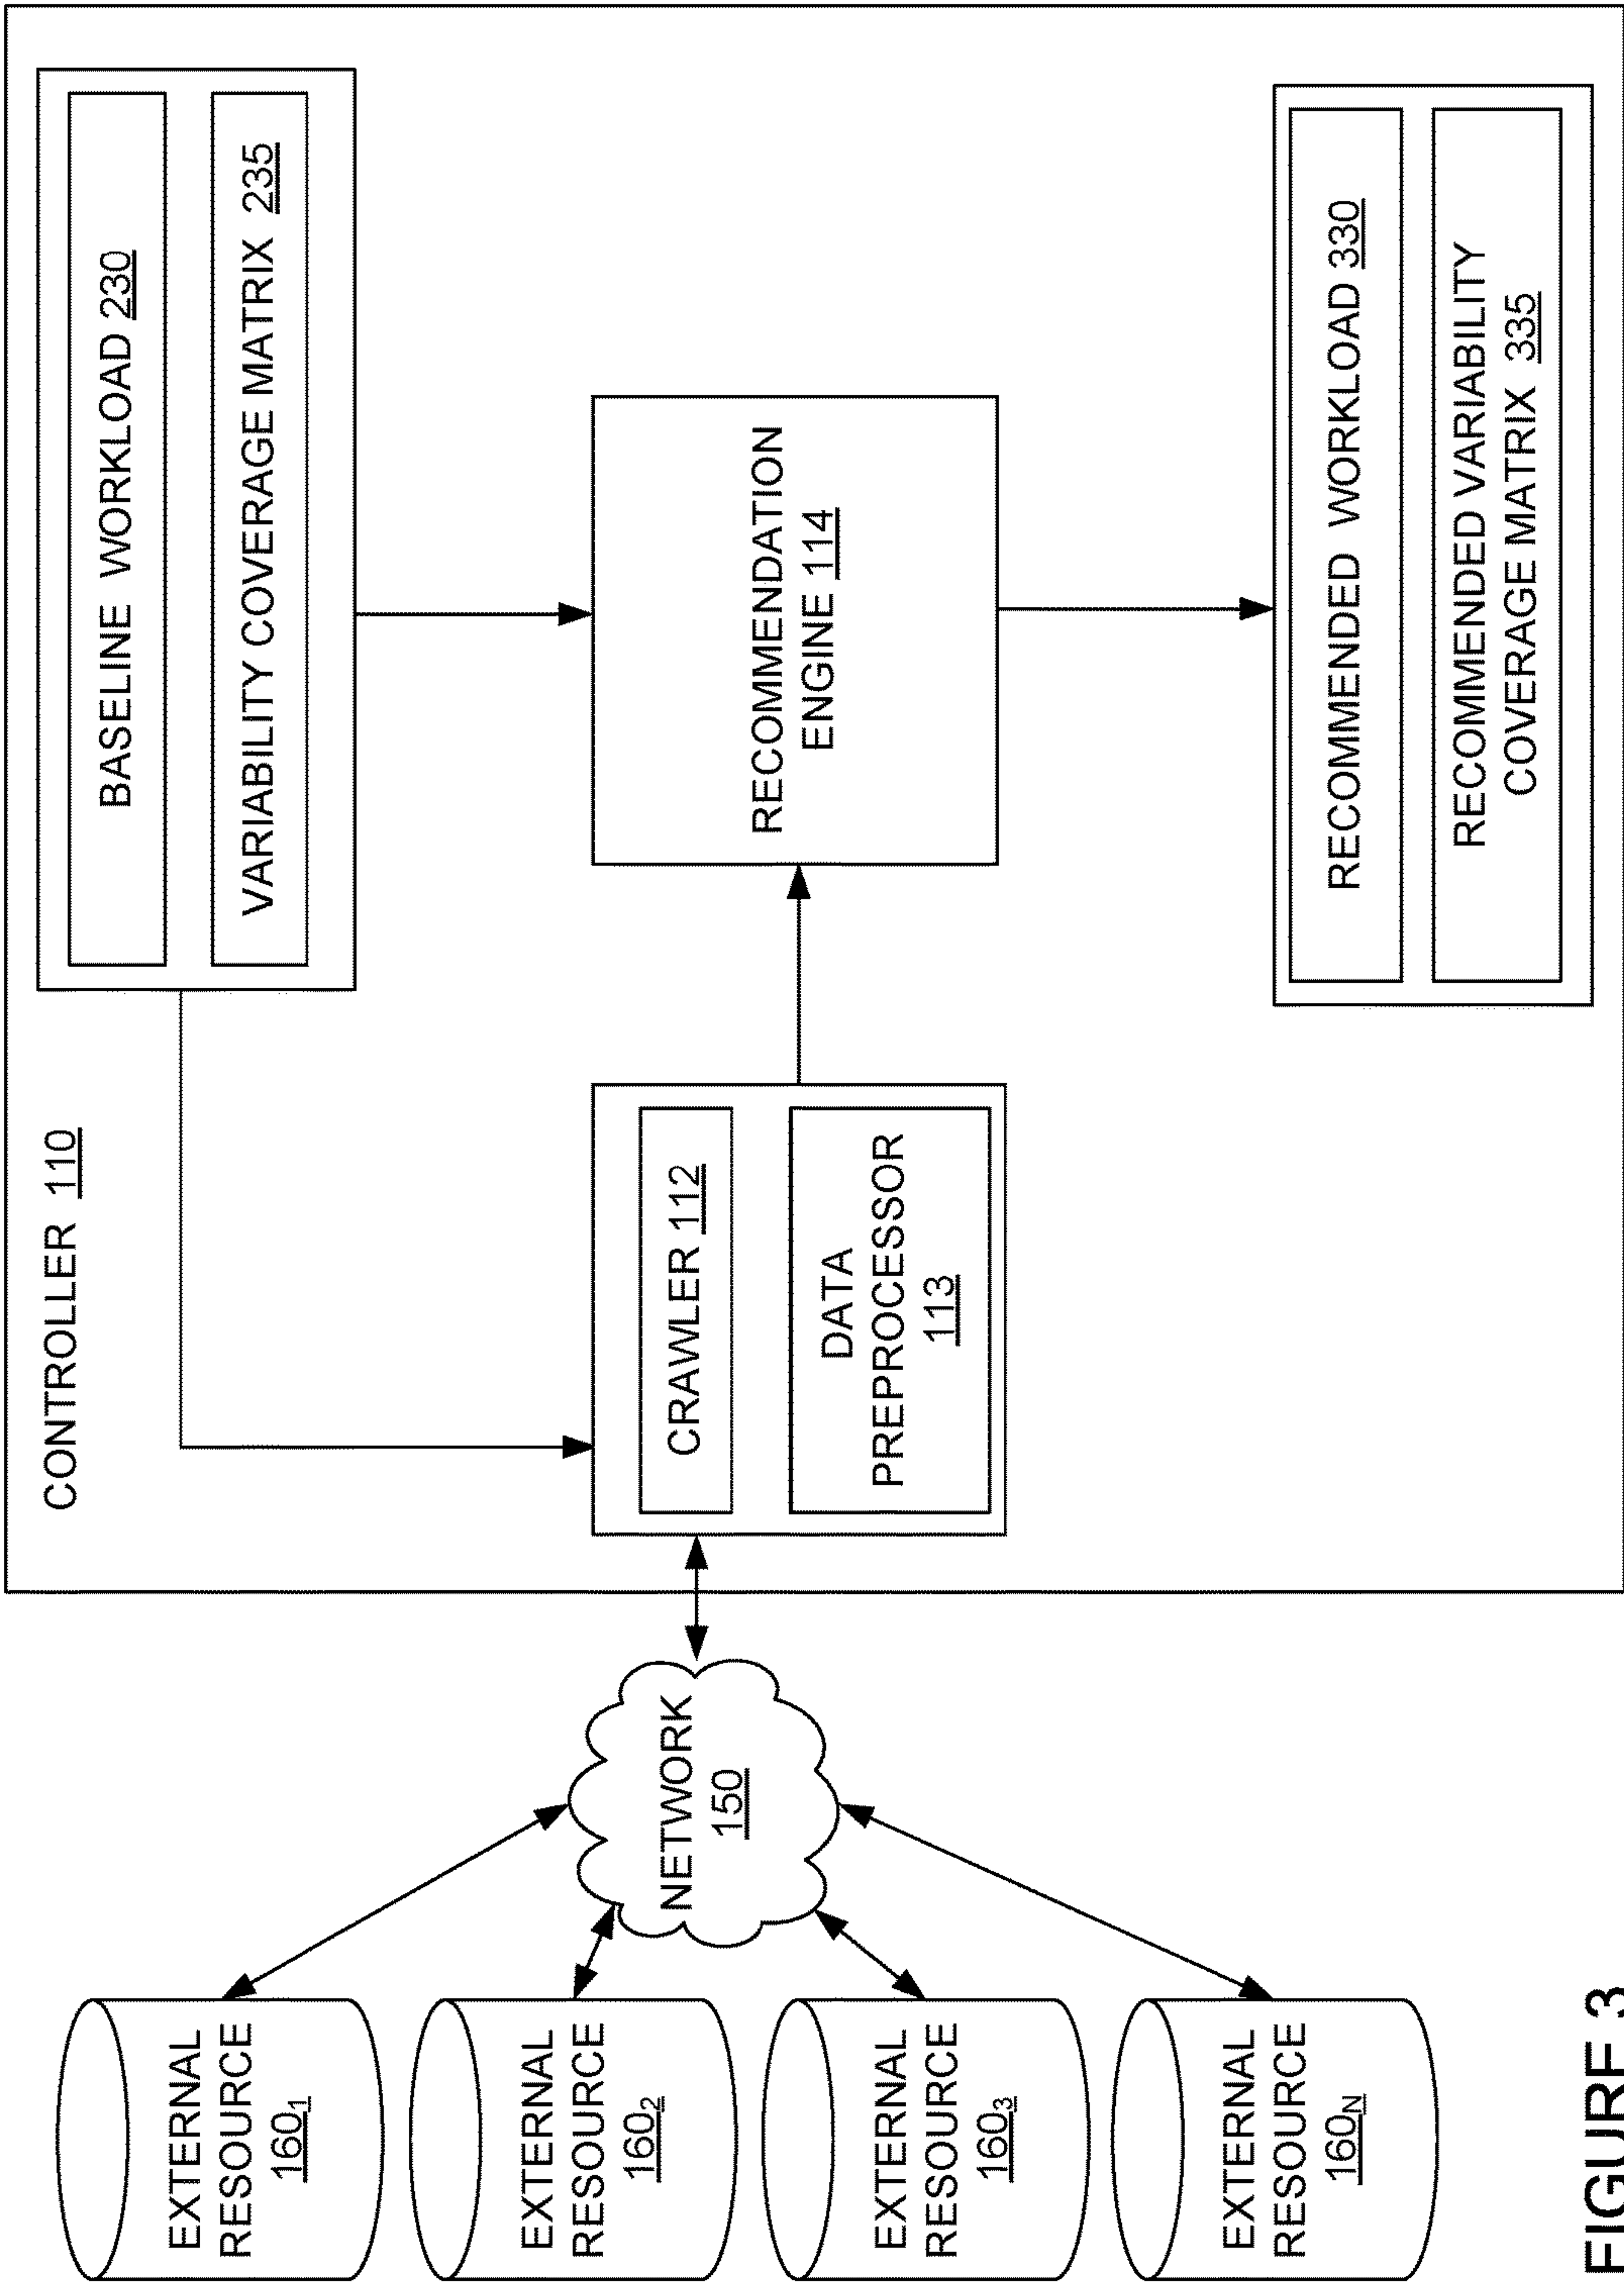 EXTERNAL
RESOURCE
160₁
EXTERNAL
RESOURCE
160₂
EXTERNAL
RESOURCE
160₃
EXTERNAL
RESOURCE
160N
NETWORK
150
CONTROLLER 110
CRAWLER 112
DATA
PREPROCESSOR
113
BASELINE WORKLOAD 230
VARIABILITY COVERAGE MATRIX 235
RECOMMENDATION
ENGINE 114
RECOMMENDED WORKLOAD 330
RECOMMENDED VARIABILITY
COVERAGE MATRIX 335
FIGURE 3